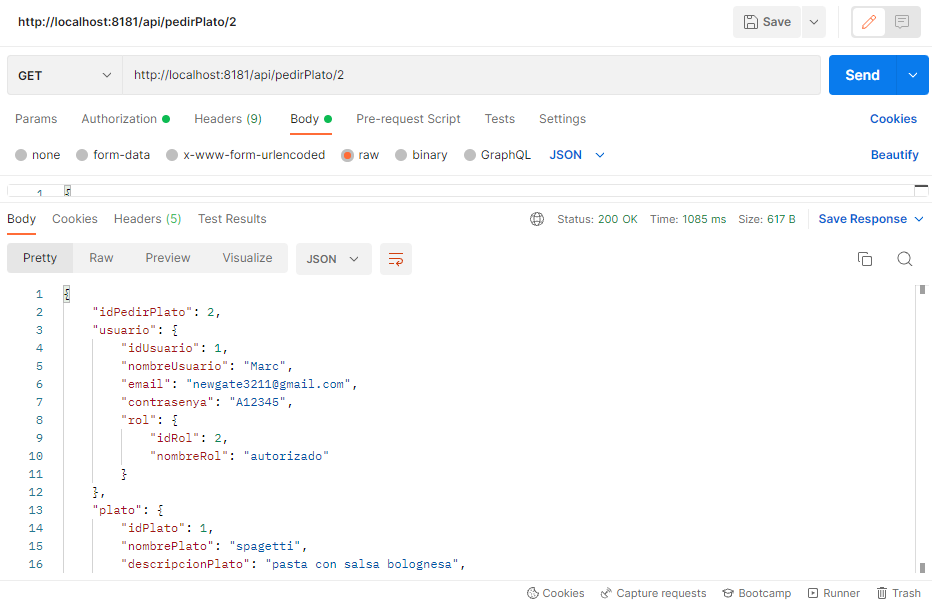 http://localhost:8181/api/pedirPlato/2 Save
GET http://localhost:8181/api/pedirPlato/2 Send
Params Authorization Headers (9) Body Pre-request Script Tests Settings Cookies
none form-data x-www-form-urlencoded raw binary GraphQL JSON Beautify
1 {
Body Cookies Headers (5) Test Results Status: 200 OK Time: 1085 ms Size: 617 B Save Response
Pretty Raw Preview Visualize JSON
1 {
2 "idPedirPlato": 2,
3 "usuario": {
4 "idUsuario": 1,
5 "nombreUsuario": "Marc",
6 "email": "newgate3211@gmail.com",
7 "contrasenya": "A12345",
8 "rol": {
9 "idRol": 2,
10 "nombreRol": "autorizado"
11 }
12 },
13 "plato": {
14 "idPlato": 1,
15 "nombrePlato": "spagetti",
16 "descripcionPlato": "pasta con salsa bolognesa",
Cookies Capture requests Bootcamp Runner Trash